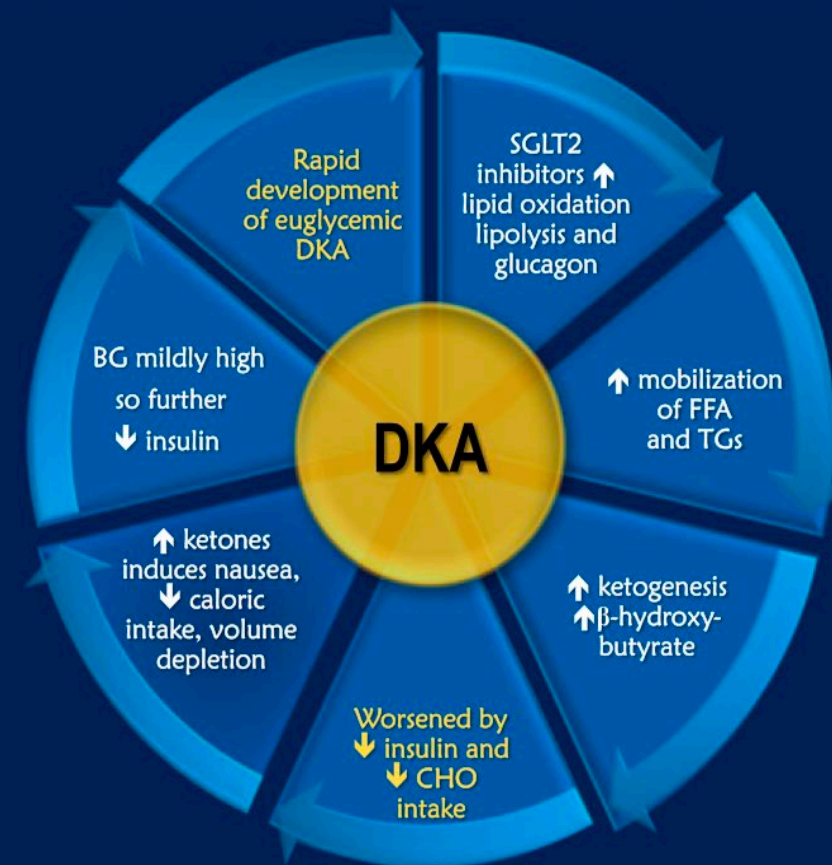 SGLT2
inhibitors ↑
lipid oxidation
lipolysis and
glucagon
↑ mobilization
of FFA
and TGs
↑ ketogenesis
↑β-hydroxy-
butyrate
Worsened by
↓ insulin and
↓ CHO
intake
↑ ketones
induces nausea,
↓ caloric
intake, volume
depletion
BG mildly high
so further
↓ insulin
Rapid
development
of euglycemic
DKA
DKA